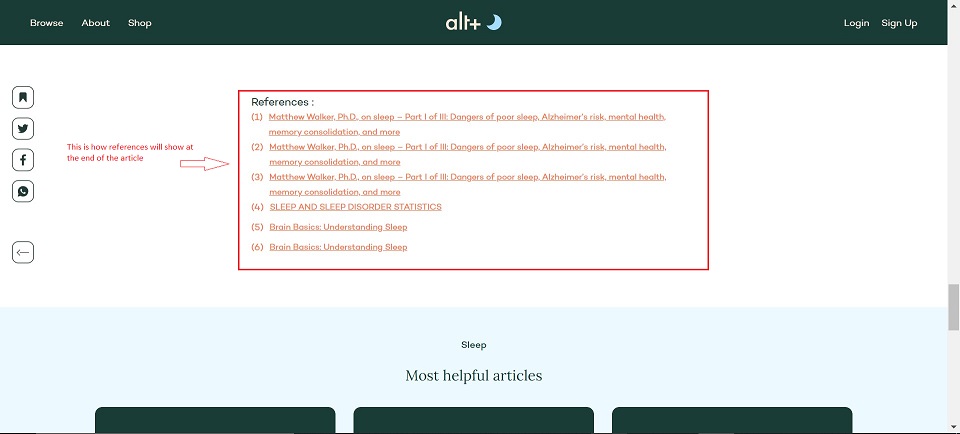 Browse About Shop alt+ Login Sign Up
References :
(1) Matthew Walker, Ph.D., on sleep – Part I of III: Dangers of poor sleep, Alzheimer's risk, mental health,
memory consolidation, and more
(2) Matthew Walker, Ph.D., on sleep – Part I of III: Dangers of poor sleep, Alzheimer's risk, mental health,
memory consolidation, and more
(3) Matthew Walker, Ph.D., on sleep – Part I of III: Dangers of poor sleep, Alzheimer's risk, mental health,
memory consolidation, and more
(4) SLEEP AND SLEEP DISORDER STATISTICS
(5) Brain Basics: Understanding Sleep
(6) Brain Basics: Understanding Sleep
This is how references will show at
the end of the article
Sleep
Most helpful articles